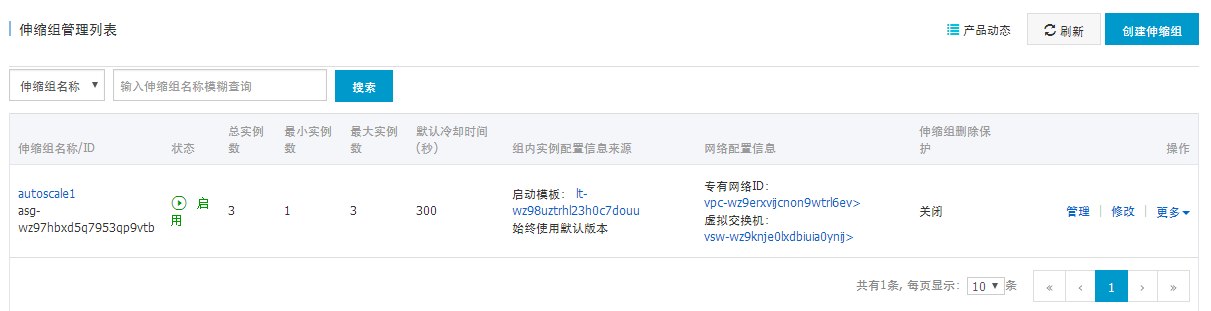 伸缩组管理列表
产品动态
刷新
创建伸缩组
伸缩组名称
输入伸缩组名称模糊查询
搜索
伸缩组名称/ID
状态
总实例
数
最小实例
数
最大实例
数
默认冷却时间
(秒)
组内实例配置信息来源
网络配置信息
伸缩组删除保
护
操作
autoscale1
asg-
wz97hbxd5q7953qp9vtb
启
用
3
1
3
300
启动模板： lt-
wz98uztrhl23h0c7douu
始终使用默认版本
专有网络ID：
vpc-wz9erxvijcnon9wtrl6ev>
虚拟交换机：
vsw-wz9knje0lxdbiuia0ynij>
关闭
管理 | 修改 | 更多
共有1条, 每页显示： 10 条
« ‹ 1 › »